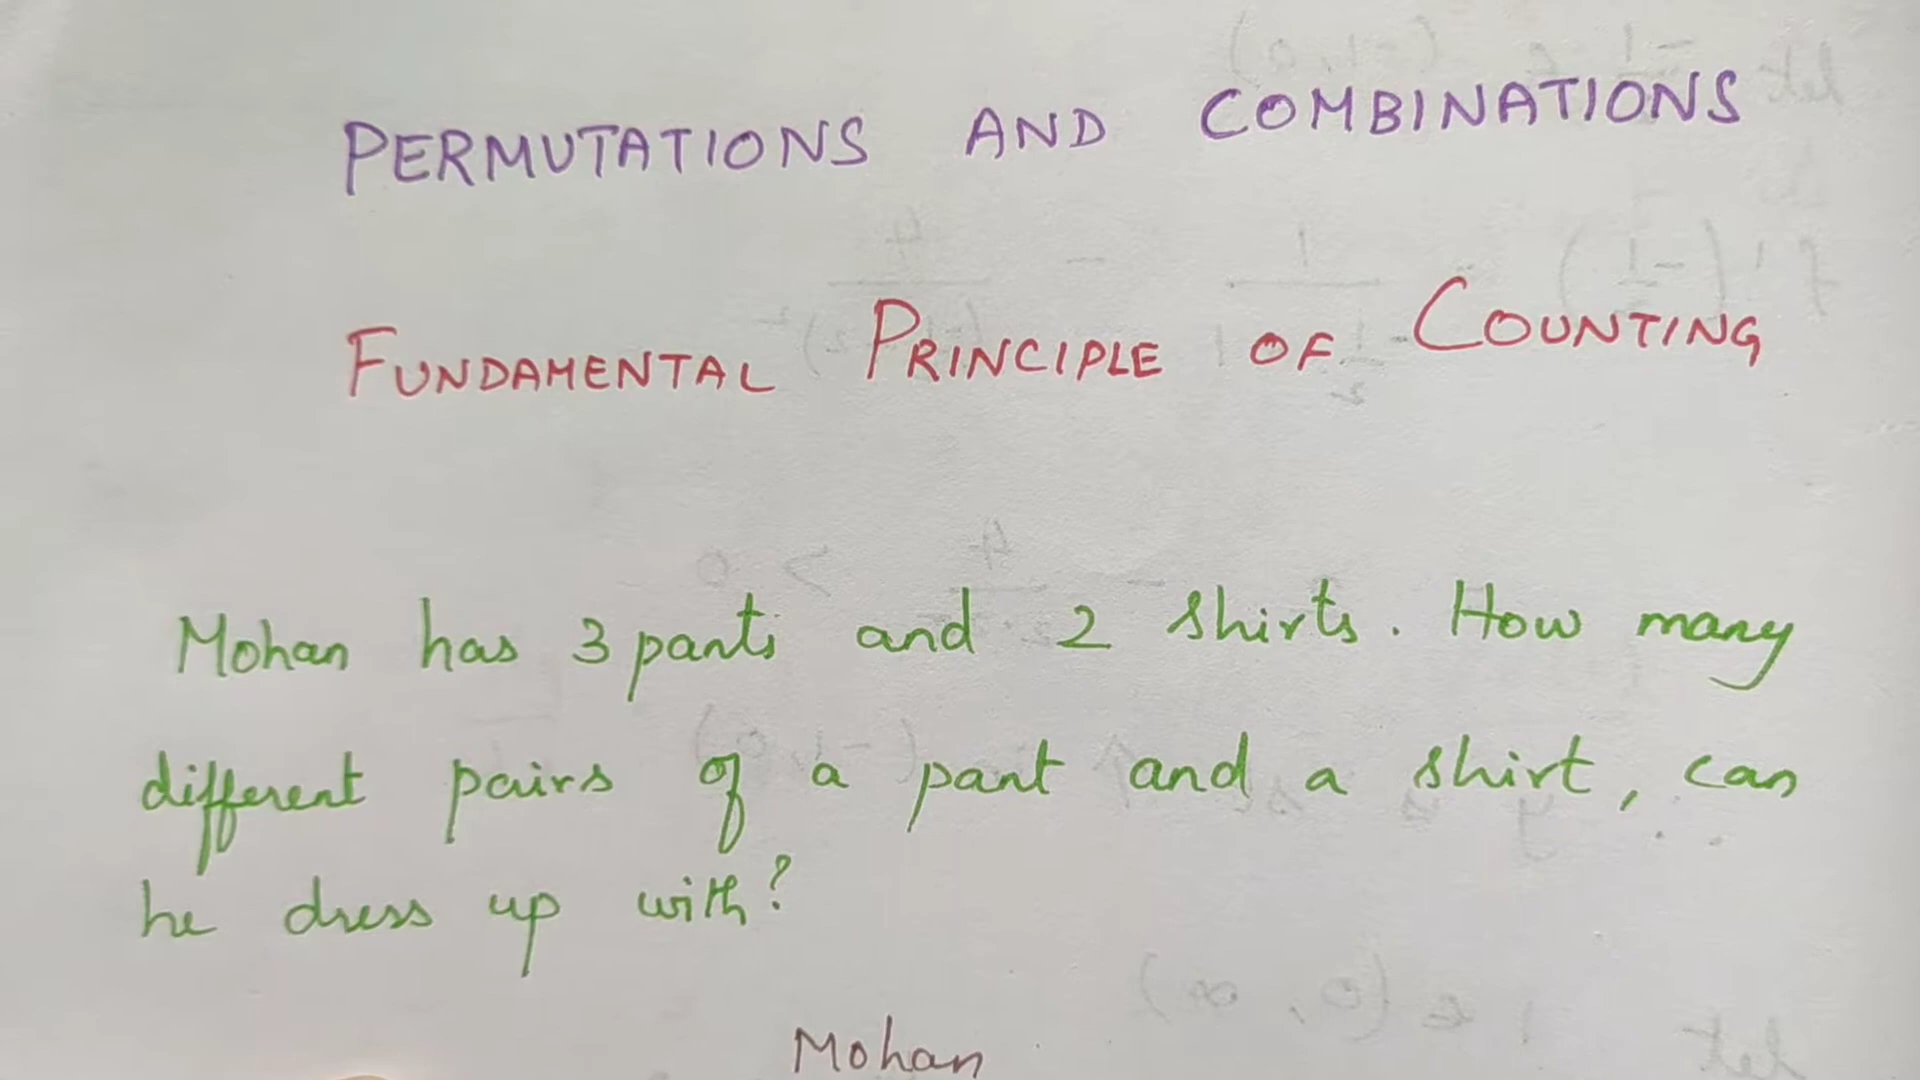 PERMUTATIONS AND COMBINATIONS
FUNDAMENTAL PRINCIPLE OF COUNTING
Mohan has 3 pants and 2 shirts. How many
different pairs of a pant and a shirt, can
he dress up with?
Mohan